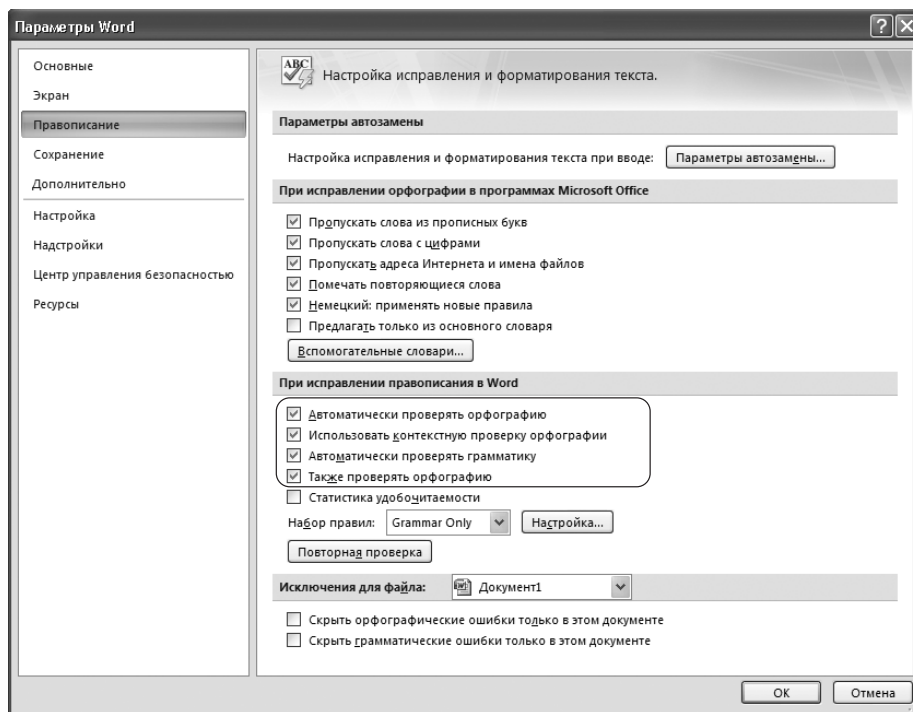 Параметры Word
Основные
Экран
Правописание
Сохранение
Дополнительно
Настройка
Надстройки
Центр управления безопасностью
Ресурсы
ABC
Настройка исправления и форматирования текста.
Параметры автозамены
Настройка исправления и форматирования текста при вводе: Параметры автозамены...
При исправлении орфографии в программах Microsoft Office
Пропускать слова из прописных букв
Пропускать слова с цифрами
Пропускать адреса Интернета и имена файлов
Помечать повторяющиеся слова
Немецкий: применять новые правила
Предлагать только из основного словаря
Вспомогательные словари...
При исправлении правописания в Word
Автоматически проверять орфографию
Использовать контекстную проверку орфографии
Автоматически проверять грамматику
Также проверять орфографию
Статистика удобочитаемости
Набор правил: Grammar Only Настройка...
Повторная проверка
Исключения для файла: Документ1
Скрыть орфографические ошибки только в этом документе
Скрыть грамматические ошибки только в этом документе
ОК Отмена